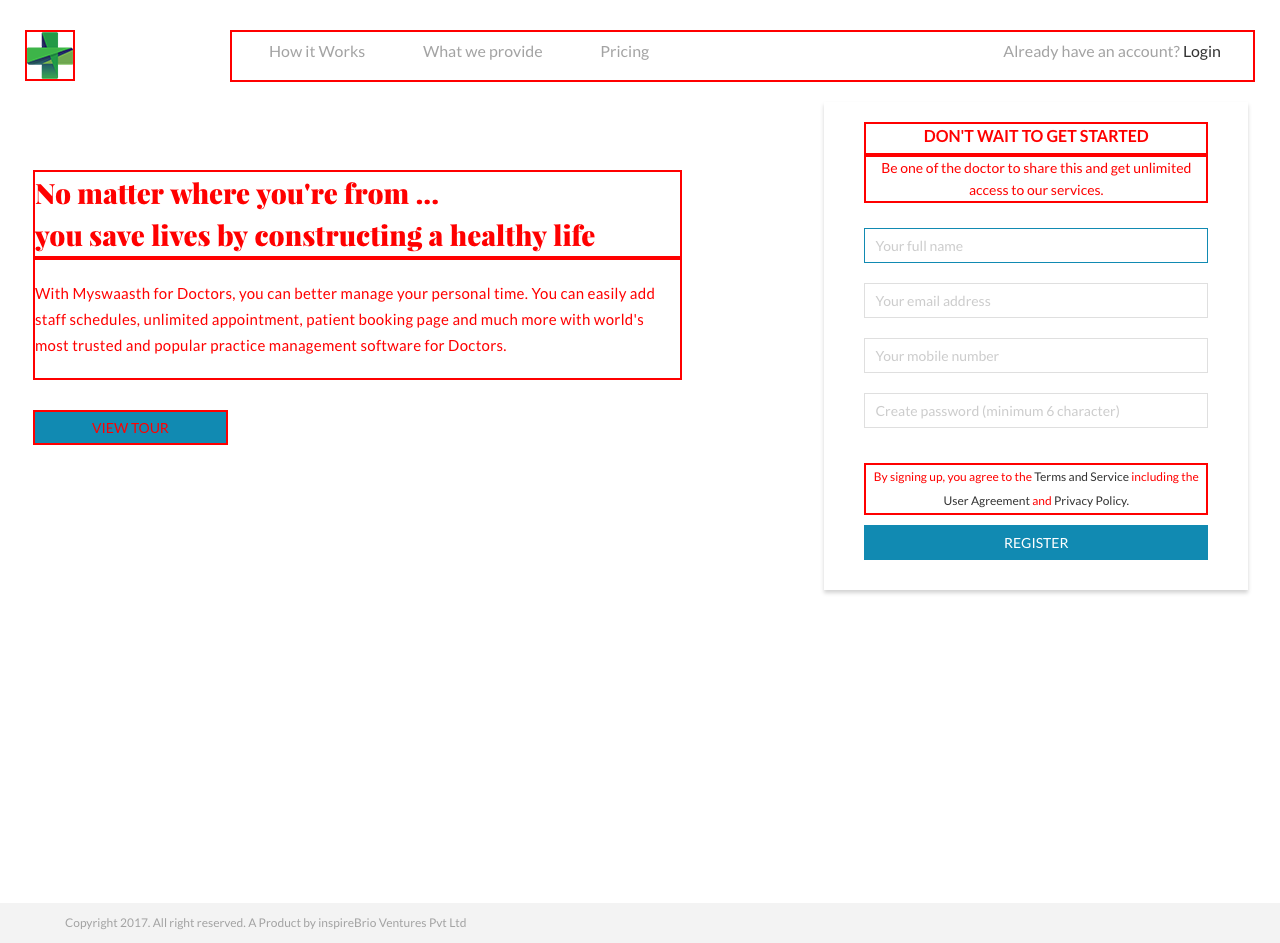 How it Works
What we provide
Pricing
Already have an account? Login
No matter where you're from ...
you save lives by constructing a healthy life
With Myswaasth for Doctors, you can better manage your personal time. You can easily add
staff schedules, unlimited appointment, patient booking page and much more with world's
most trusted and popular practice management software for Doctors.
VIEW TOUR
DON'T WAIT TO GET STARTED
Be one of the doctor to share this and get unlimited
access to our services.
Your full name
Your email address
Your mobile number
Create password (minimum 6 character)
By signing up, you agree to the Terms and Service including the
User Agreement and Privacy Policy.
REGISTER
Copyright 2017. All right reserved. A Product by inspireBrio Ventures Pvt Ltd